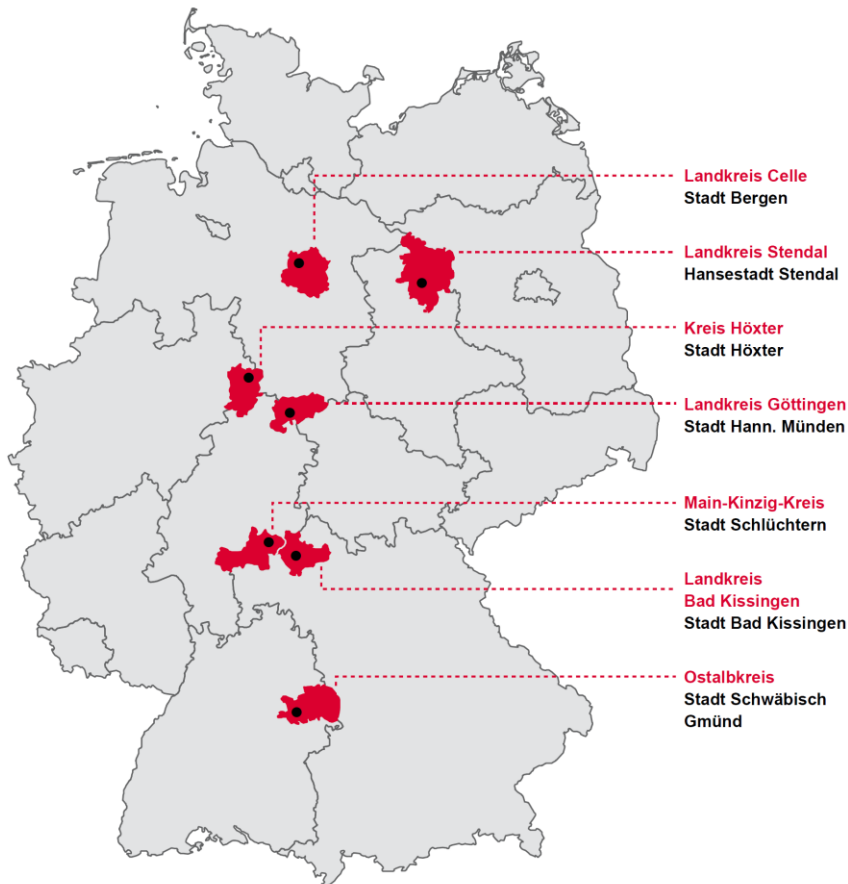 Landkreis Celle
Stadt Bergen
Landkreis Stendal
Hansestadt Stendal
Kreis Höxter
Stadt Höxter
Landkreis Göttingen
Stadt Hann. Münden
Main-Kinzig-Kreis
Stadt Schlüchtern
Landkreis
Bad Kissingen
Stadt Bad Kissingen
Ostalbkreis
Stadt Schwäbisch
Gmünd